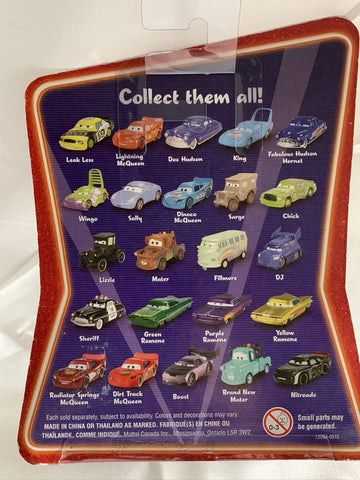 Collect them all!
Leak Less
Lightning
McQueen
Doc Hudson
King
Fabulous Hudson
Hornet
Wingo
Sally
Dinoco
McQueen
Sarge
Chick
Lizzie
Mater
Fillmore
DJ
Sheriff
Green
Ramone
Purple
Ramone
Yellow
Ramone
Radiator Springs
McQueen
Dirt Track
McQueen
Boost
Brand New
Mater
Nitroade
Each sold separately, subject to availability. Colors and decorations may vary.
MADE IN CHINA OR THAILAND AS MARKED. FABRIQUÉ(S) EN CHINE OU
THAÏLANDE, COMME INDIQUÉ. Mattel Canada Inc., Mississauga, Ontario L5R 3W2.
0-3
Small parts may
be generated.